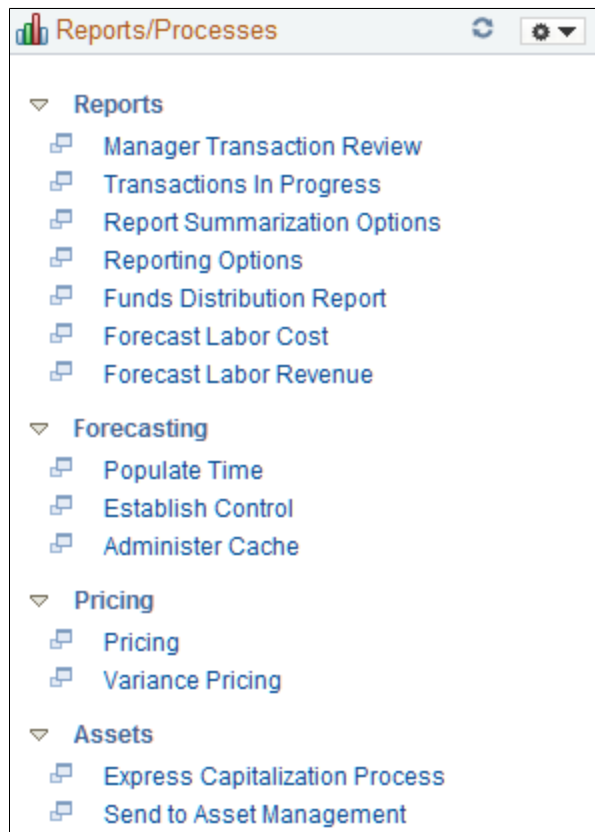 Reports/Processes
Reports
Manager Transaction Review
Transactions In Progress
Report Summarization Options
Reporting Options
Funds Distribution Report
Forecast Labor Cost
Forecast Labor Revenue
Forecasting
Populate Time
Establish Control
Administer Cache
Pricing
Pricing
Variance Pricing
Assets
Express Capitalization Process
Send to Asset Management